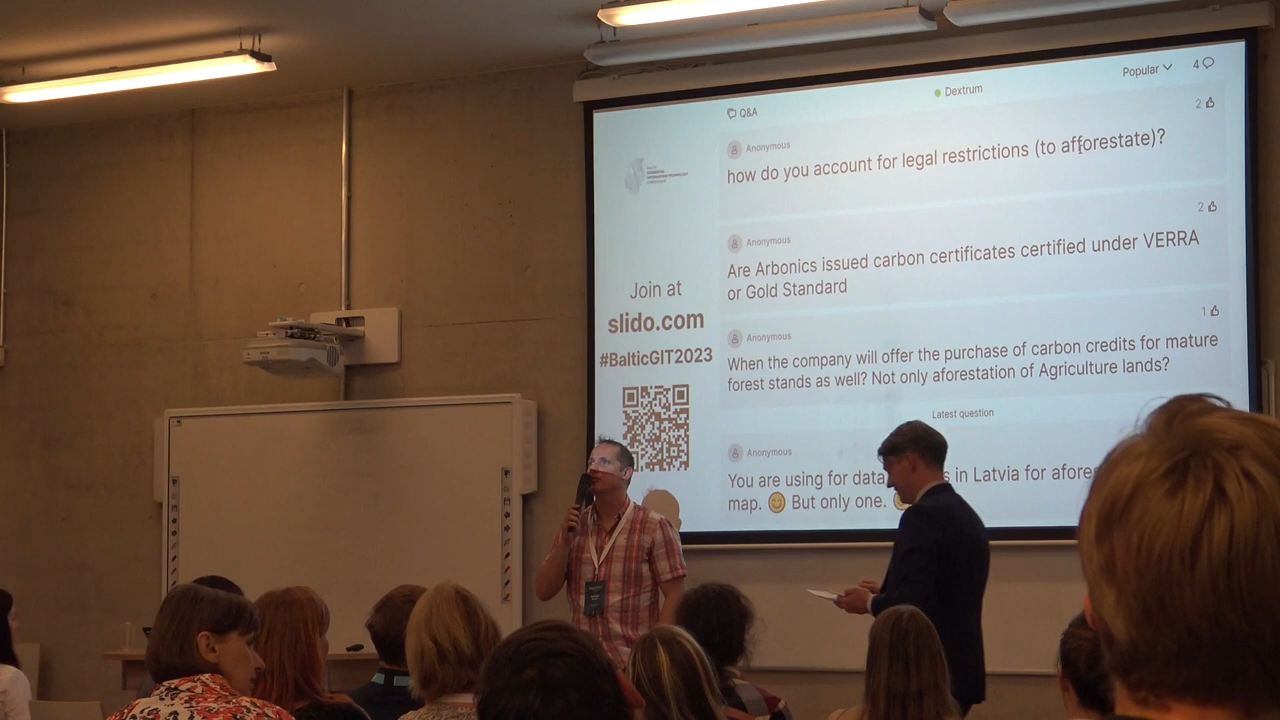 Popular 4
Dextrum
Q&A
2
Anonymous
how do you account for legal restrictions (to afforestate)?
2
Anonymous
Are Arbonics issued carbon certificates certified under VERRA
or Gold Standard
1
Anonymous
When the company will offer the purchase of carbon credits for mature
forest stands as well? Not only aforestation of Agriculture lands?
Latest question
Anonymous
You are using for data in Latvia for
map. 😊 But only one.
Join at
slido.com
#BalticGIT2023